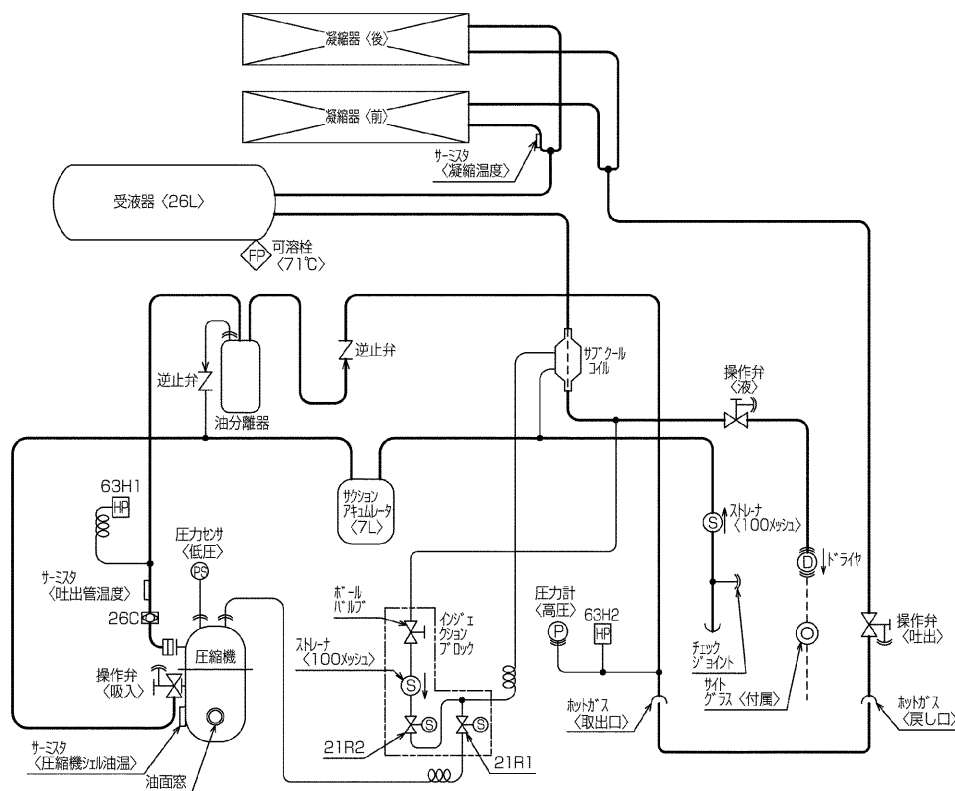 凝縮器〈後〉
凝縮器〈前〉
サーミスタ
〈凝縮温度〉
受液器〈26L〉
FP
可溶栓
〈71℃〉
逆止弁
逆止弁
油分離器
サブクール
コイル
操作弁
〈液〉
63H1
HP
サクション
アキュムレータ
〈7L〉
S
ストレーナ
〈100メッシュ〉
圧力センサ
〈低圧〉
PS
D
ドライヤ
サーミスタ
〈吐出管温度〉
26C
ボール
バルブ
インジェ
クション
ブロック
圧力計
〈高圧〉
P
63H2
HP
チェック
ジョイント
操作弁
〈吐出〉
圧縮機
ストレーナ
〈100メッシュ〉
S
操作弁
〈吸入〉
サイト
グラス〈付属〉
ホットガス
〈取出口〉
ホットガス
〈戻し口〉
S
S
21R2
21R1
サーミスタ
〈圧縮機シェル油温〉
油面窓